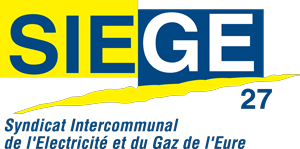 SIEGE
27
Syndicat Intercommunal
de l'Electricité et du Gaz de l'Eure